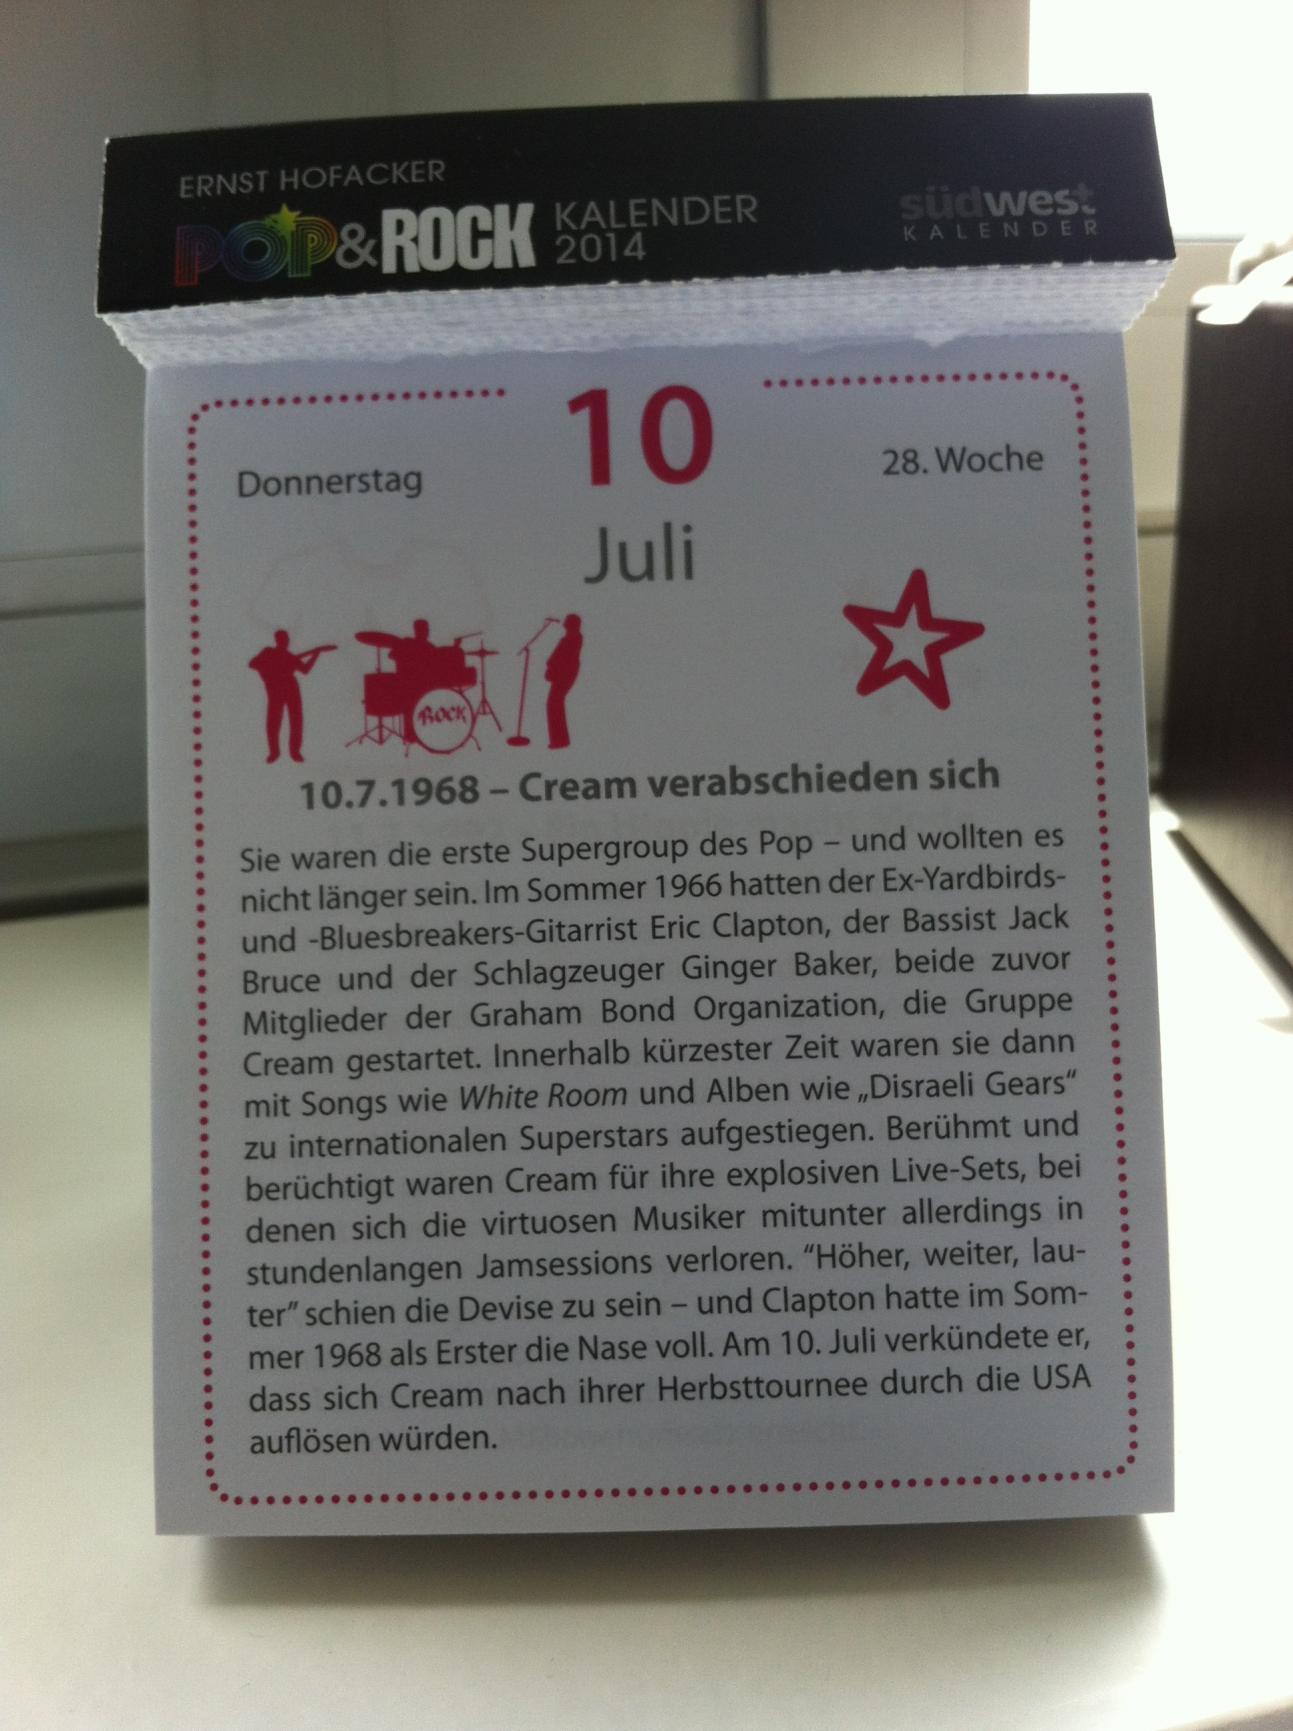 ERNST HOFACKER
POP&ROCK KALENDER 2014
südwest
KALENDER
10
Donnerstag
28. Woche
Juli
ROCK
10.7.1968 – Cream verabschieden sich
Sie waren die erste Supergroup des Pop – und wollten es
nicht länger sein. Im Sommer 1966 hatten der Ex-Yardbirds-
und -Bluesbreakers-Gitarrist Eric Clapton, der Bassist Jack
Bruce und der Schlagzeuger Ginger Baker, beide zuvor
Mitglieder der Graham Bond Organization, die Gruppe
Cream gestartet. Innerhalb kürzester Zeit waren sie dann
mit Songs wie White Room und Alben wie „Disraeli Gears“
zu internationalen Superstars aufgestiegen. Berühmt und
berüchtigt waren Cream für ihre explosiven Live-Sets, bei
denen sich die virtuosen Musiker mitunter allerdings in
stundenlangen Jamsessions verloren. “Höher, weiter, lau-
ter” schien die Devise zu sein – und Clapton hatte im Som-
mer 1968 als Erster die Nase voll. Am 10. Juli verkündete er,
dass sich Cream nach ihrer Herbsttournee durch die USA
auflösen würden.